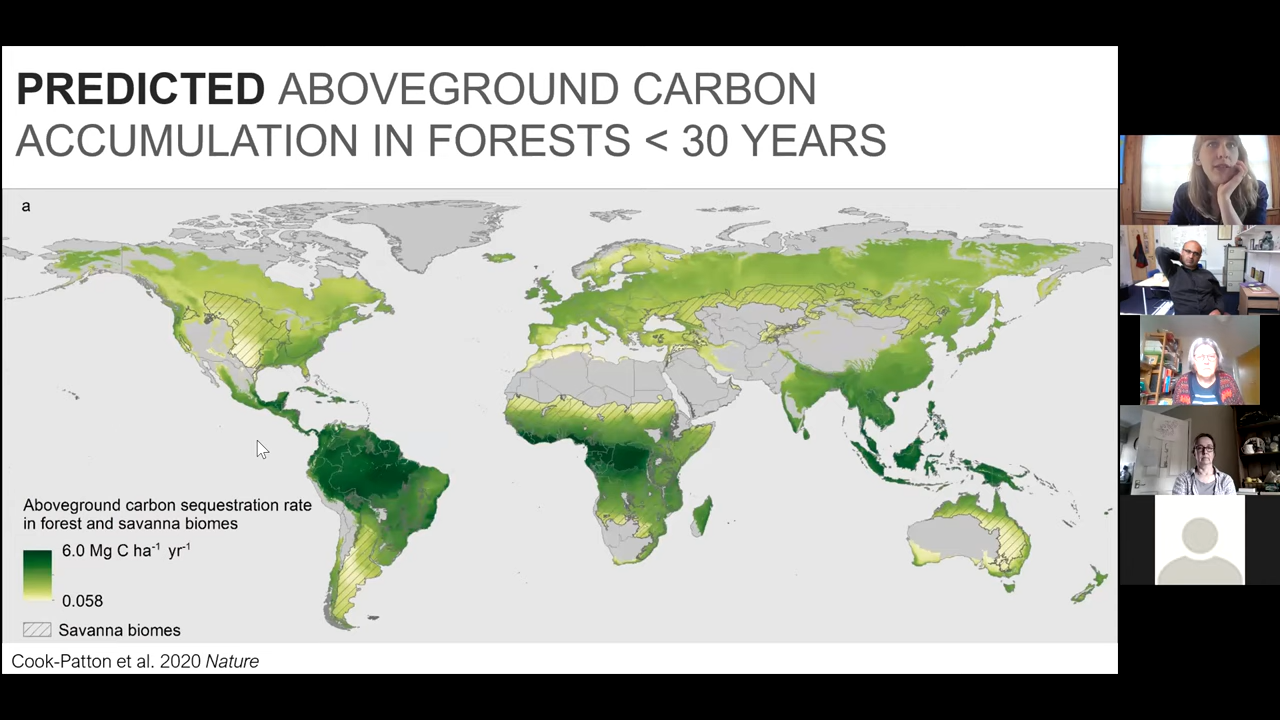 PREDICTED ABOVEGROUND CARBON
ACCUMULATION IN FORESTS < 30 YEARS
a
Aboveground carbon sequestration rate
in forest and savanna biomes
6.0 Mg C ha⁻¹ yr⁻¹
0.058
Savanna biomes
Cook-Patton et al. 2020 Nature